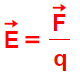 E⃗ = F⃗ / q